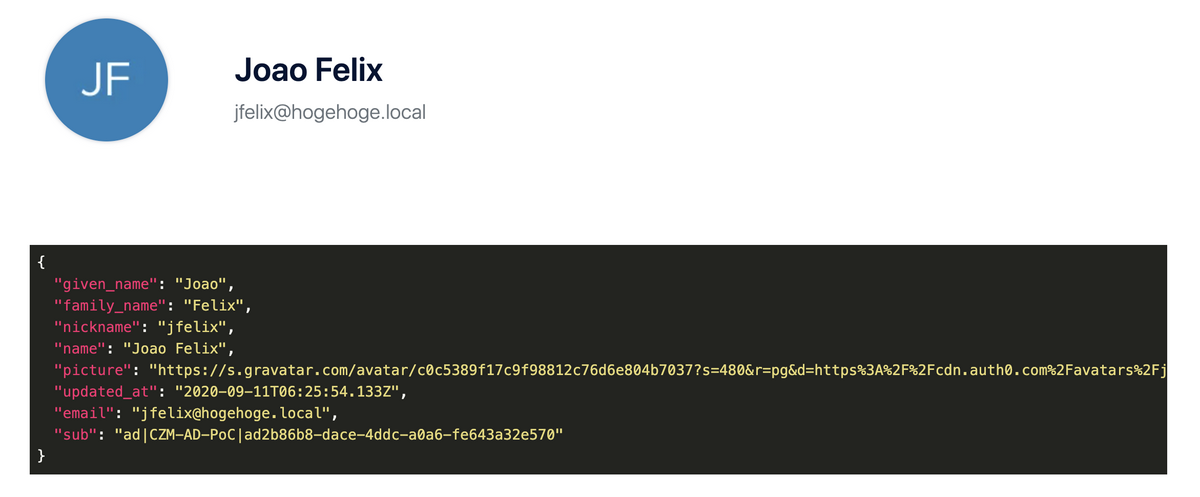 JF
Joao Felix
jfelix@hogehoge.local
{
"given_name": "Joao",
"family_name": "Felix",
"nickname": "jfelix",
"name": "Joao Felix",
"picture": "https://s.gravatar.com/avatar/c0c5389f17c9f98812c76d6e804b7037?s=480&r=pg&d=https%3A%2F%2Fcdn.auth0.com%2Favatars%2Fj
"updated_at": "2020-09-11T06:25:54.133Z",
"email": "jfelix@hogehoge.local",
"sub": "ad|CZM-AD-PoC|ad2b86b8-dace-4ddc-a0a6-fe643a32e570"
}